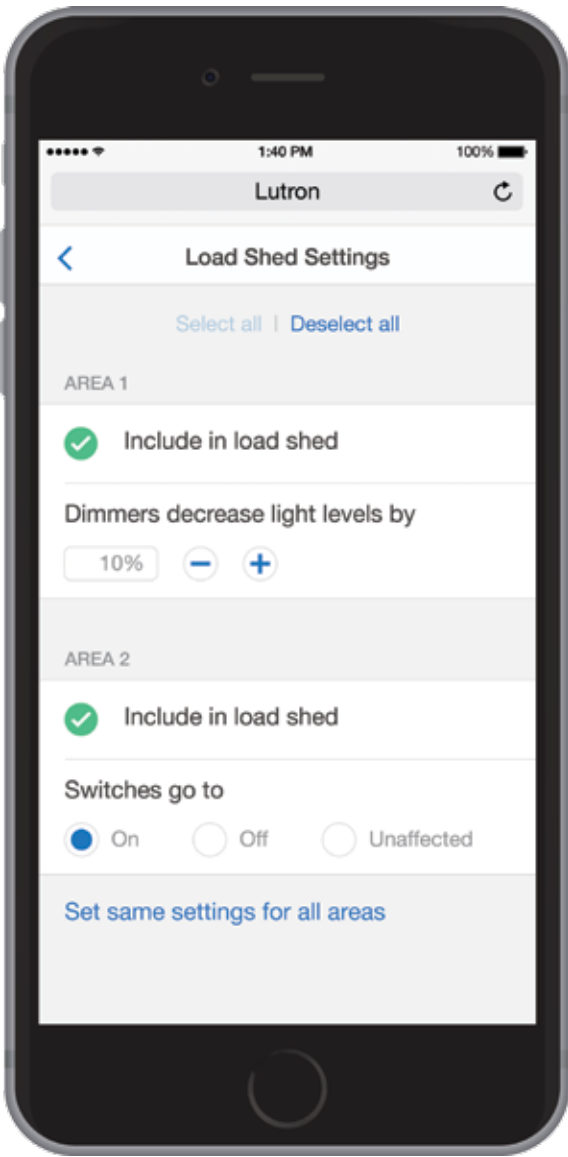 1:40 PM 100%
Lutron
Load Shed Settings
Select all | Deselect all
AREA 1
Include in load shed
Dimmers decrease light levels by
10%
AREA 2
Include in load shed
Switches go to
On Off Unaffected
Set same settings for all areas